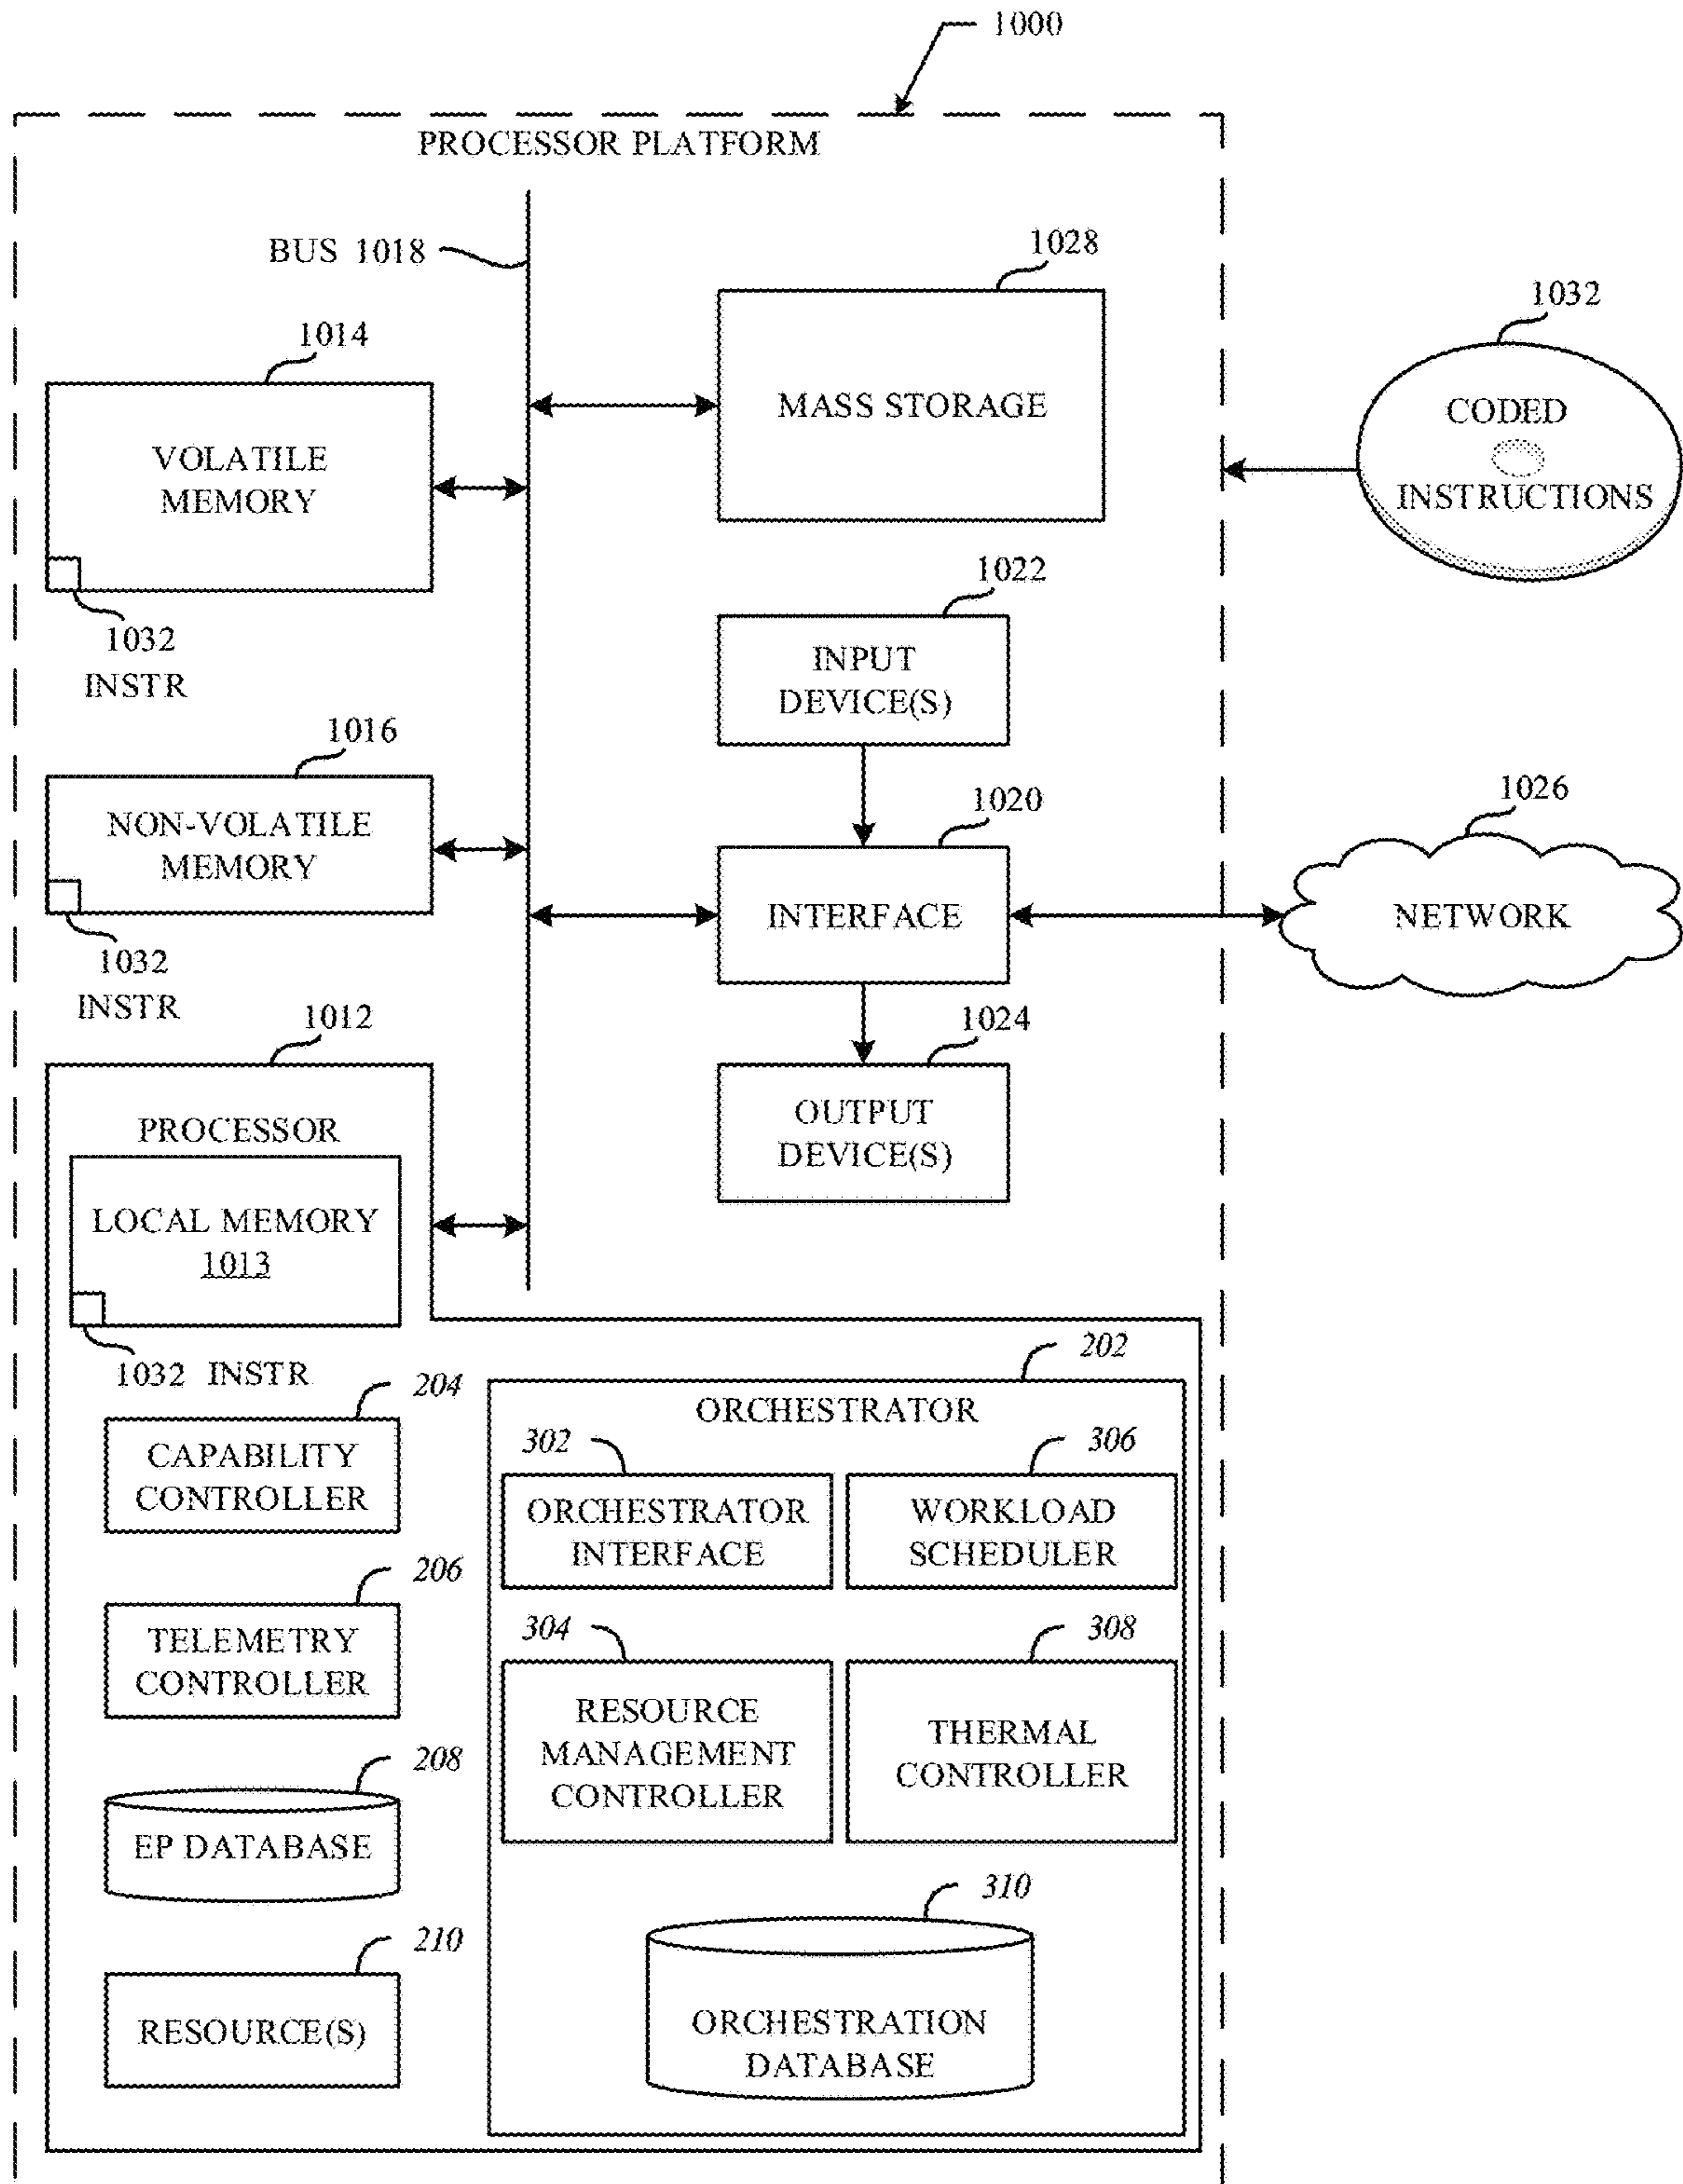 1000
PROCESSOR PLATFORM
BUS 1018
1028
MASS STORAGE
1032
CODED
INSTRUCTIONS
1014
VOLATILE
MEMORY
1032
INSTR
1022
INPUT
DEVICE(S)
1016
NON-VOLATILE
MEMORY
1032
INSTR
1020
INTERFACE
1026
NETWORK
1024
OUTPUT
DEVICE(S)
1012
PROCESSOR
LOCAL MEMORY
1013
1032 INSTR
204
CAPABILITY
CONTROLLER
206
TELEMETRY
CONTROLLER
208
EP DATABASE
210
RESOURCE(S)
202
ORCHESTRATOR
302
ORCHESTRATOR
INTERFACE
306
WORKLOAD
SCHEDULER
304
RESOURCE
MANAGEMENT
CONTROLLER
308
THERMAL
CONTROLLER
310
ORCHESTRATION
DATABASE